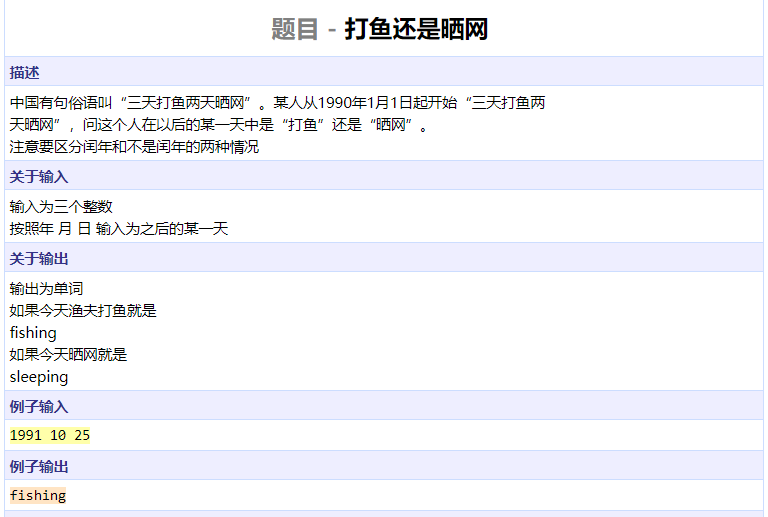 题目 - 打鱼还是晒网
描述
中国有句俗语叫“三天打鱼两天晒网”。某人从1990年1月1日起开始“三天打鱼两
天晒网”，问这个人在以后的某一天中是“打鱼”还是“晒网”。
注意要区分闰年和不是闰年的两种情况
关于输入
输入为三个整数
按照年 月 日 输入为之后的某一天
关于输出
输出为单词
如果今天渔夫打鱼就是
fishing
如果今天晒网就是
sleeping
例子输入
1991 10 25
例子输出
fishing